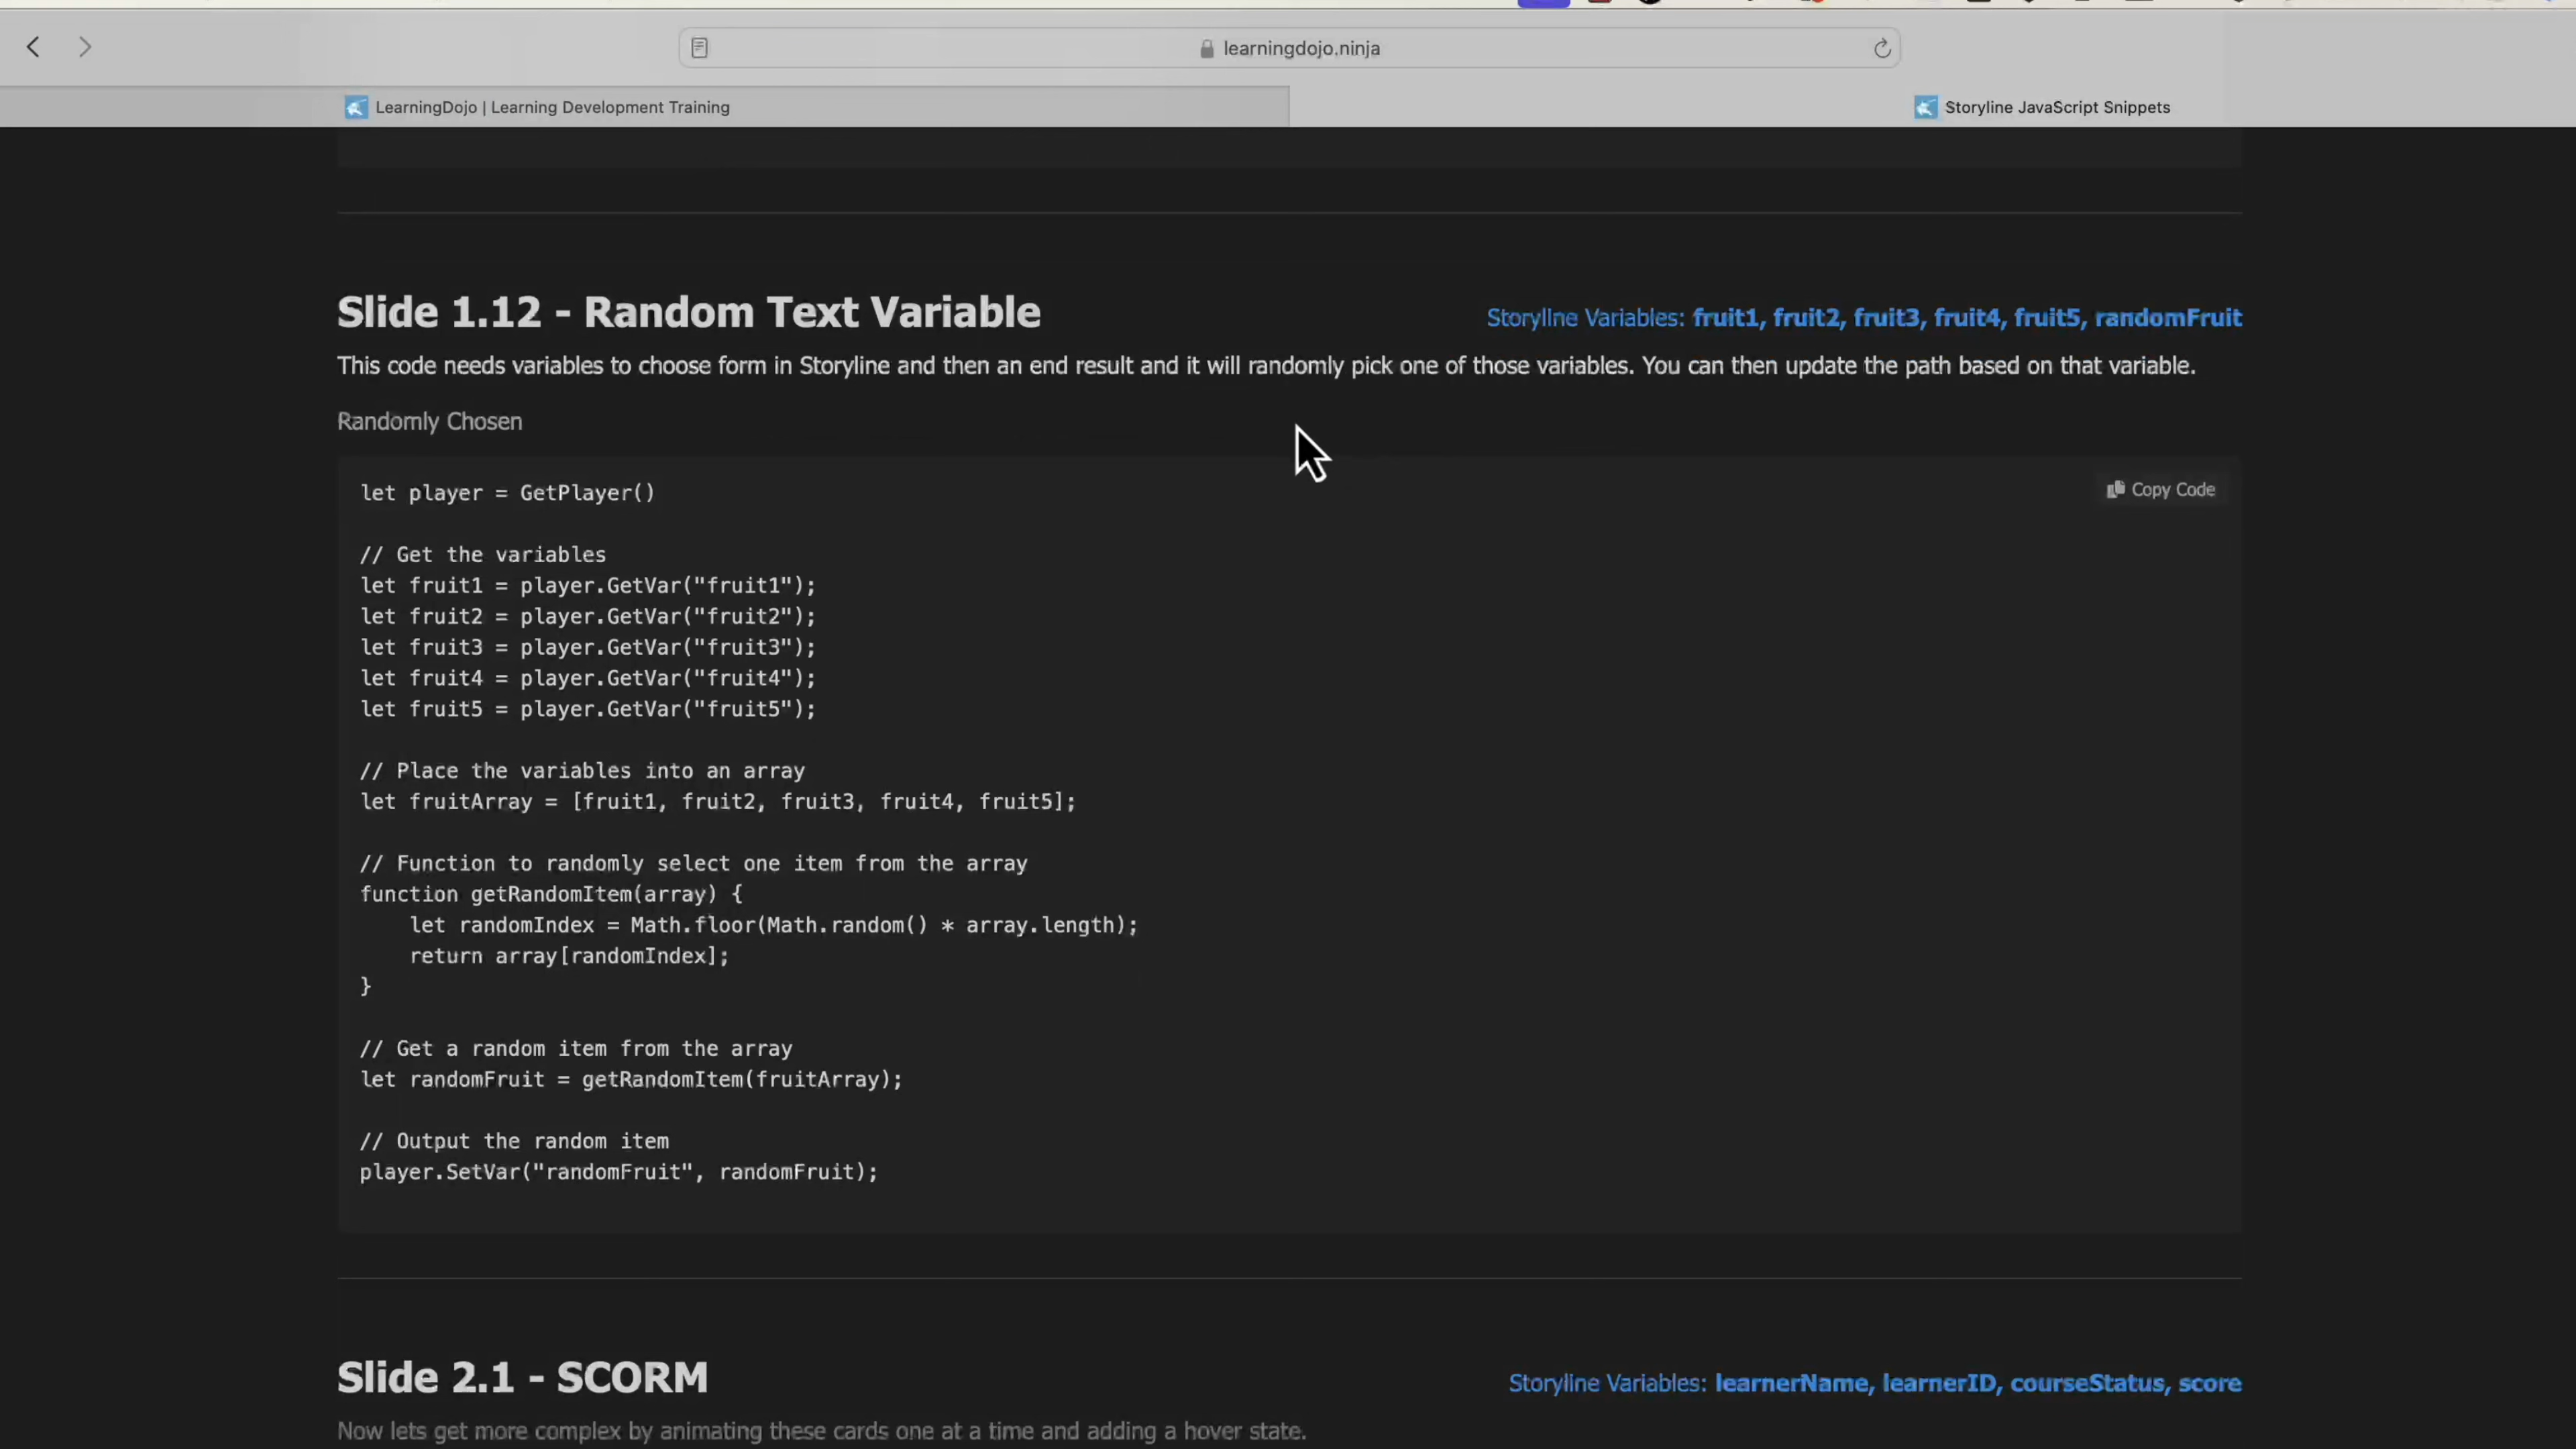 learningdojo.ninja
LearningDojo | Learning Development Training
Storyline JavaScript Snippets
Slide 1.12 - Random Text Variable
Storyline Variables: fruit1, fruit2, fruit3, fruit4, fruit5, randomFruit
This code needs variables to choose form in Storyline and then an end result and it will randomly pick one of those variables. You can then update the path based on that variable.
Randomly Chosen
Copy Code
let player = GetPlayer()
// Get the variables
let fruit1 = player.GetVar("fruit1");
let fruit2 = player.GetVar("fruit2");
let fruit3 = player.GetVar("fruit3");
let fruit4 = player.GetVar("fruit4");
let fruit5 = player.GetVar("fruit5");
// Place the variables into an array
let fruitArray = [fruit1, fruit2, fruit3, fruit4, fruit5];
// Function to randomly select one item from the array
function getRandomItem(array) {
    let randomIndex = Math.floor(Math.random() * array.length);
    return array[randomIndex];
}
// Get a random item from the array
let randomFruit = getRandomItem(fruitArray);
// Output the random item
player.SetVar("randomFruit", randomFruit);
Slide 2.1 - SCORM
Storyline Variables: learnerName, learnerID, courseStatus, score
Now lets get more complex by animating these cards one at a time and adding a hover state.